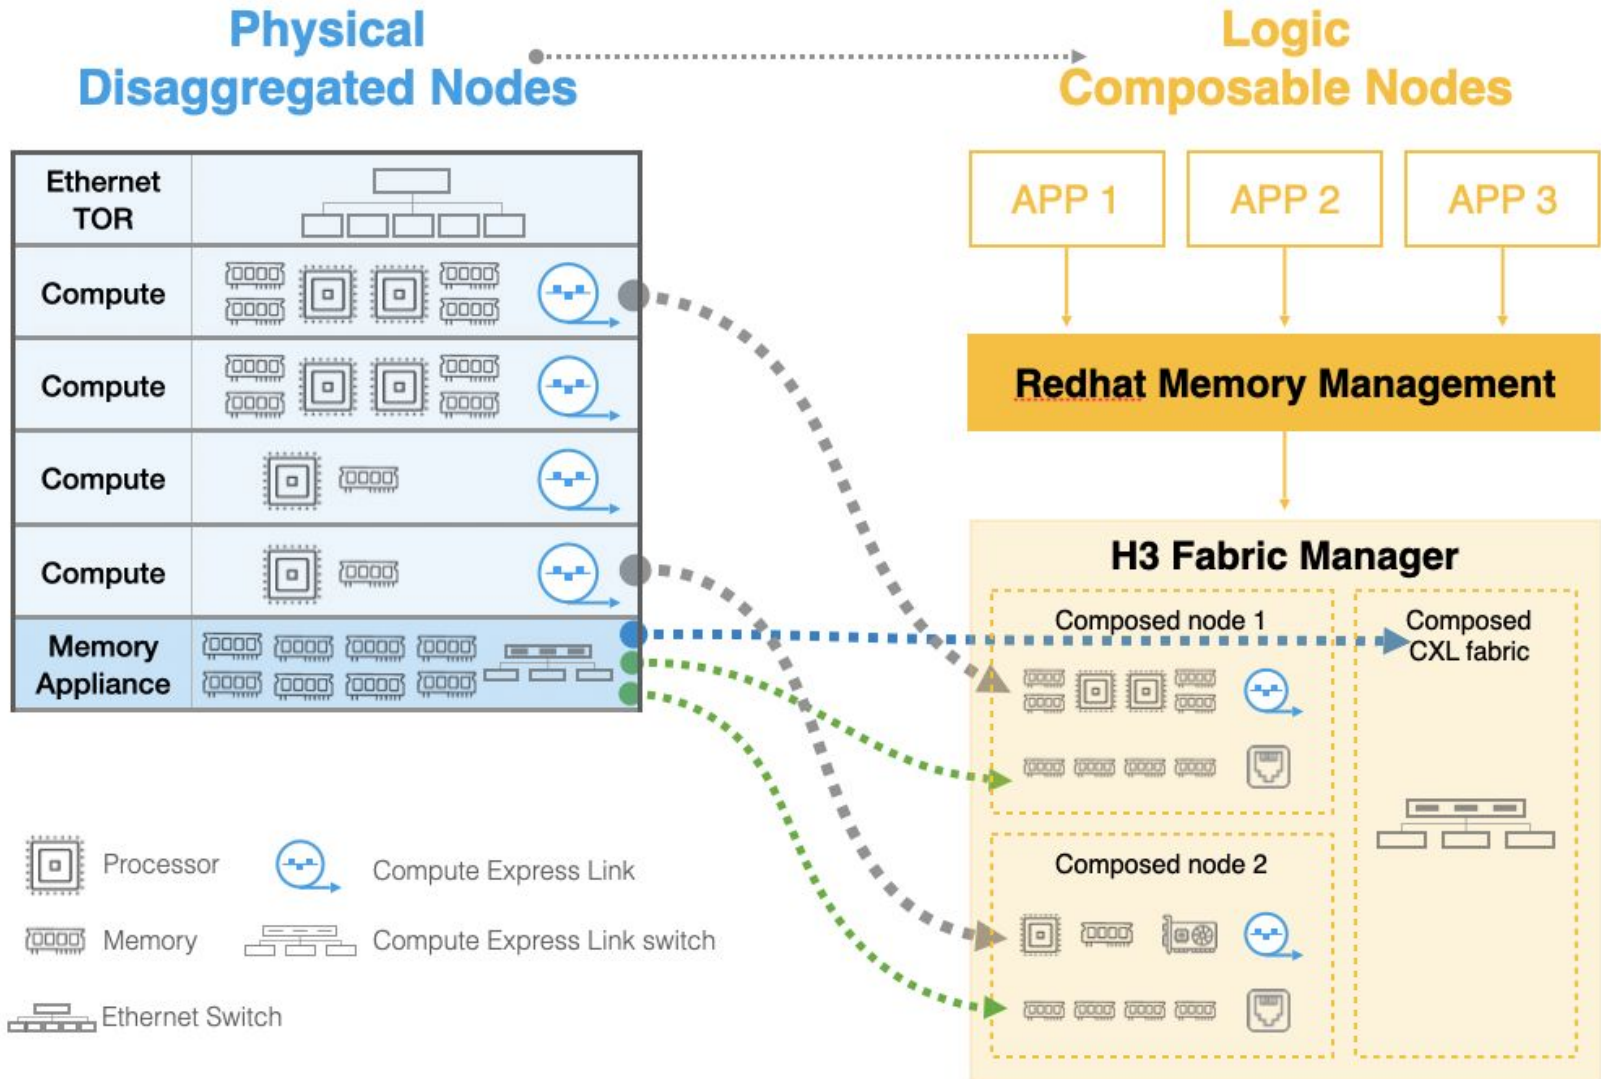 Physical
Disaggregated Nodes
Logic
Composable Nodes
Ethernet
TOR
Compute
Compute
Compute
Compute
Memory
Appliance
APP 1
APP 2
APP 3
Redhat Memory Management
H3 Fabric Manager
Composed node 1
Composed
CXL fabric
Composed node 2
Processor
Compute Express Link
Memory
Compute Express Link switch
Ethernet Switch